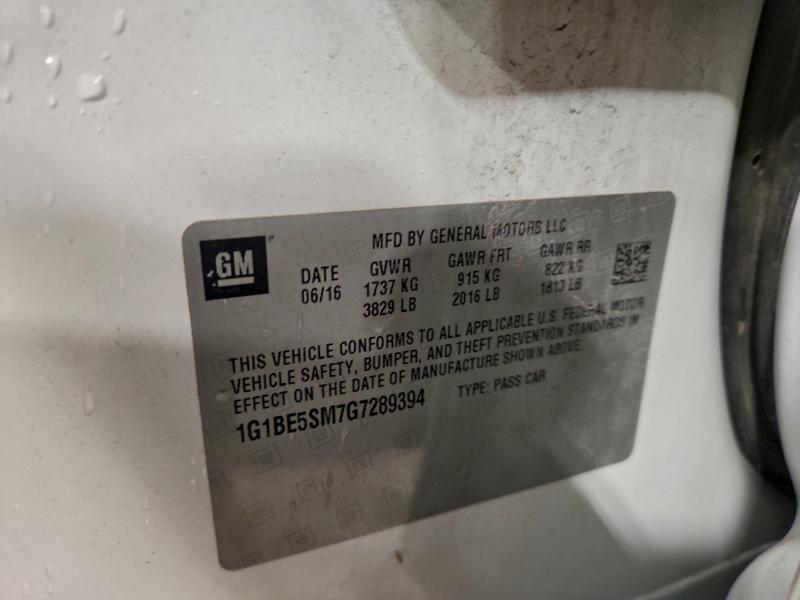 GM
MFD BY GENERAL MOTORS LLC
DATE GVWR GAWR FRT GAWR RR
06/16 1737 KG 915 KG 822 KG
3829 LB 2016 LB 1813 LB
THIS VEHICLE CONFORMS TO ALL APPLICABLE U.S. FEDERAL MOTOR
VEHICLE SAFETY, BUMPER, AND THEFT PREVENTION STANDARDS IN
EFFECT ON THE DATE OF MANUFACTURE SHOWN ABOVE.
1G1BE5SM7G7289394 TYPE: PASS CAR